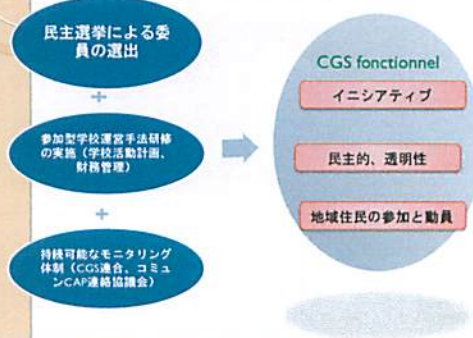 民主選挙による委
員の選出
+
参加型学校運営手法研修
の実施（学校活動計画、
財務管理）
+
持続可能なモニタリング
体制（CGS連合、コミュ
ンCAP連絡協議会）
CGS fonctionnel
イニシアティブ
民主的、透明性
地域住民の参加と動員